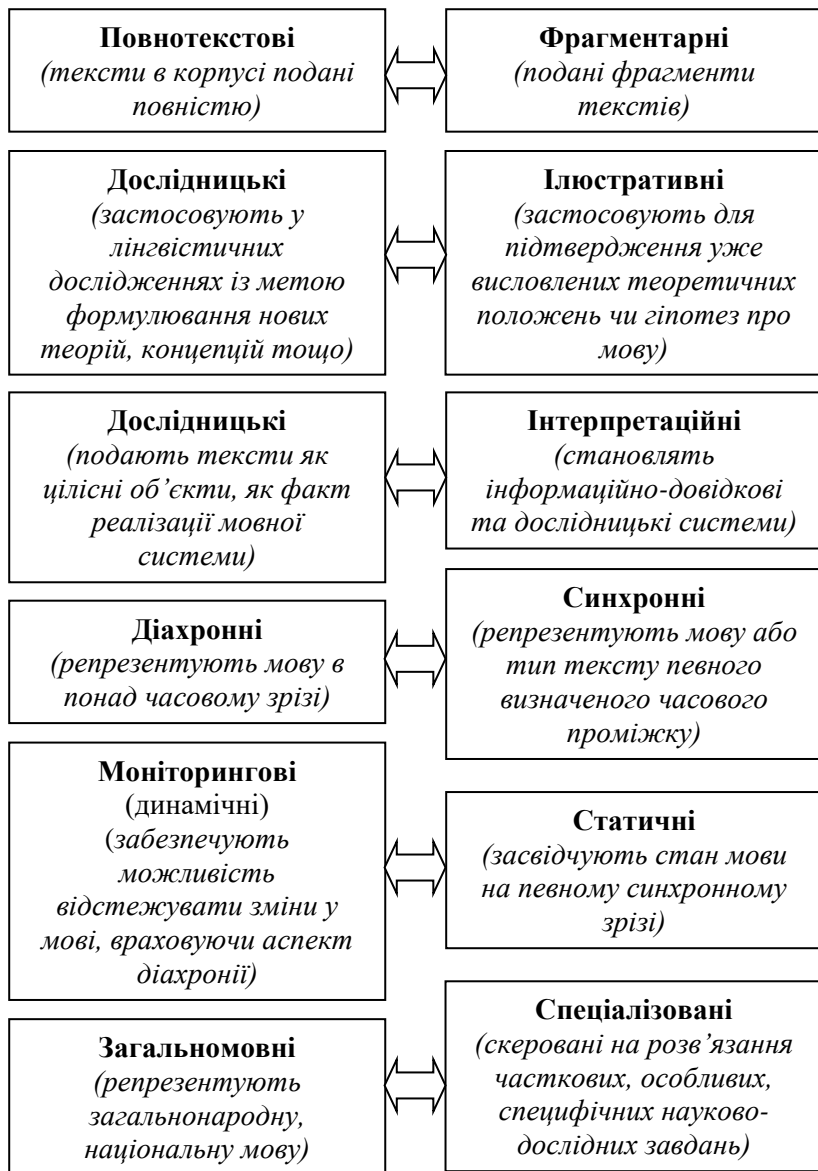 Повнотекстові
(тексти в корпусі подані
повністю)
Фрагментарні
(подані фрагменти
текстів)
Дослідницькі
(застосовують у
лінгвістичних
дослідженнях із метою
формулювання нових
теорій, концепцій тощо)
Ілюстративні
(застосовують для
підтвердження уже
висловлених теоретичних
положень чи гіпотез про
мову)
Дослідницькі
(подають тексти як
цілісні об’єкти, як факт
реалізації мовної
системи)
Інтерпретаційні
(становлять
інформаційно-довідкові
та дослідницькі системи)
Діахронні
(репрезентують мову в
понад часовому зрізі)
Синхронні
(репрезентують мову або
тип тексту певного
визначеного часового
проміжку)
Моніторингові
(динамічні)
(забезпечують
можливість
відстежувати зміни у
мові, враховуючи аспект
діахронії)
Статичні
(засвідчують стан мови
на певному синхронному
зрізі)
Загальномовні
(репрезентують
загальнонародну,
національну мову)
Спеціалізовані
(скеровані на розв’язання
часткових, особливих,
специфічних науково-
дослідних завдань)